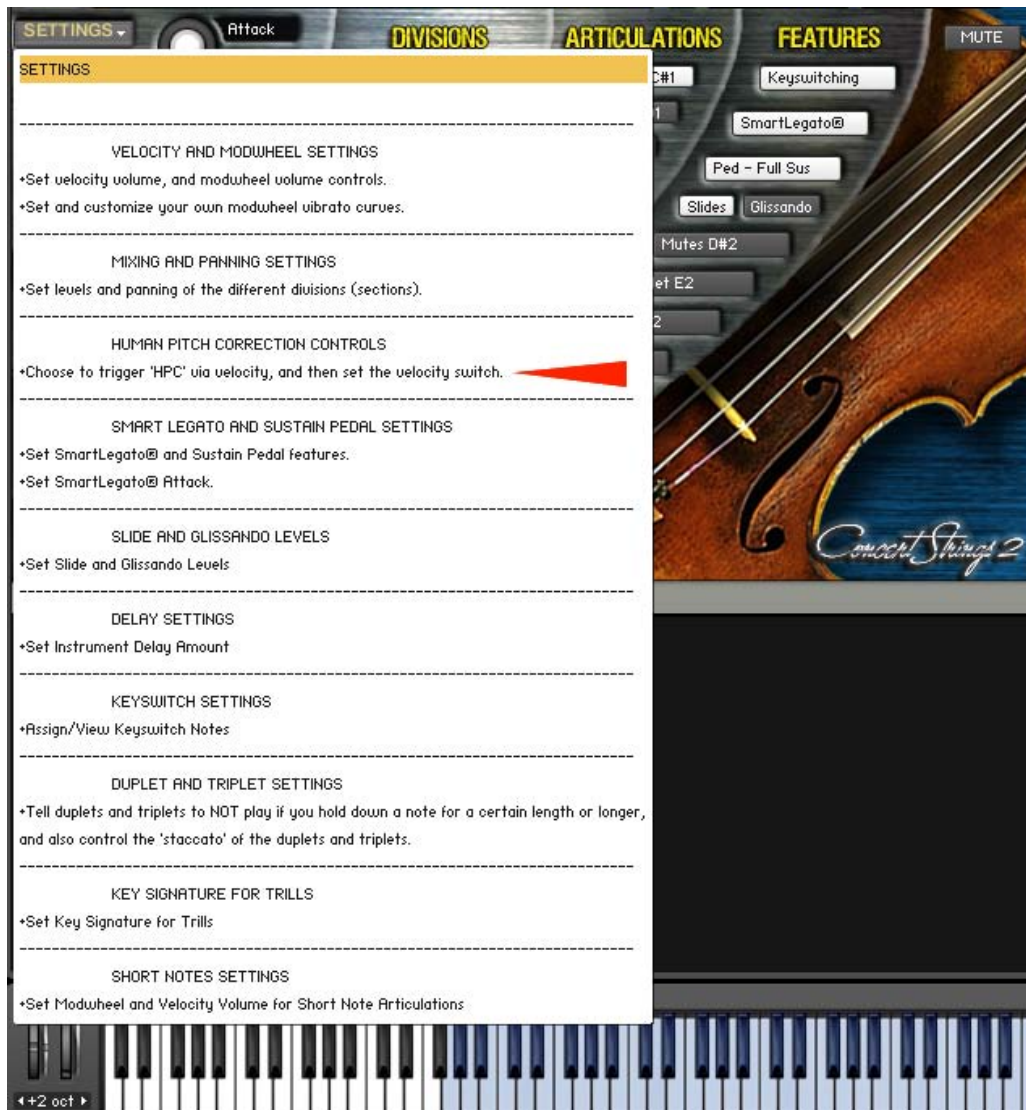 SETTINGS
Attack
DIVISIONS
ARTICULATIONS
FEATURES
MUTE
SETTINGS
C#1
Keyswitching
1
SmartLegato®
Ped - Full Sus
Slides
Glissando
Mutes D#2
et E2
2
------------------------------------------------------------
VELOCITY AND MODWHEEL SETTINGS
+Set velocity volume, and modwheel volume controls.
+Set and customize your own modwheel vibrato curves.
------------------------------------------------------------
MIXING AND PANNING SETTINGS
+Set levels and panning of the different divisions (sections).
------------------------------------------------------------
HUMAN PITCH CORRECTION CONTROLS
+Choose to trigger 'HPC' via velocity, and then set the velocity switch.
------------------------------------------------------------
SMART LEGATO AND SUSTAIN PEDAL SETTINGS
+Set SmartLegato® and Sustain Pedal features.
+Set SmartLegato® Attack.
------------------------------------------------------------
SLIDE AND GLISSANDO LEVELS
+Set Slide and Glissando Levels
------------------------------------------------------------
DELAY SETTINGS
+Set Instrument Delay Amount
------------------------------------------------------------
KEYSWITCH SETTINGS
+Assign/View Keyswitch Notes
------------------------------------------------------------
DUPLET AND TRIPLET SETTINGS
+Tell duplets and triplets to NOT play if you hold down a note for a certain length or longer,
and also control the 'staccato' of the duplets and triplets.
------------------------------------------------------------
KEY SIGNATURE FOR TRILLS
+Set Key Signature for Trills
------------------------------------------------------------
SHORT NOTES SETTINGS
+Set Modwheel and Velocity Volume for Short Note Articulations
Concert Strings 2
+2 oct